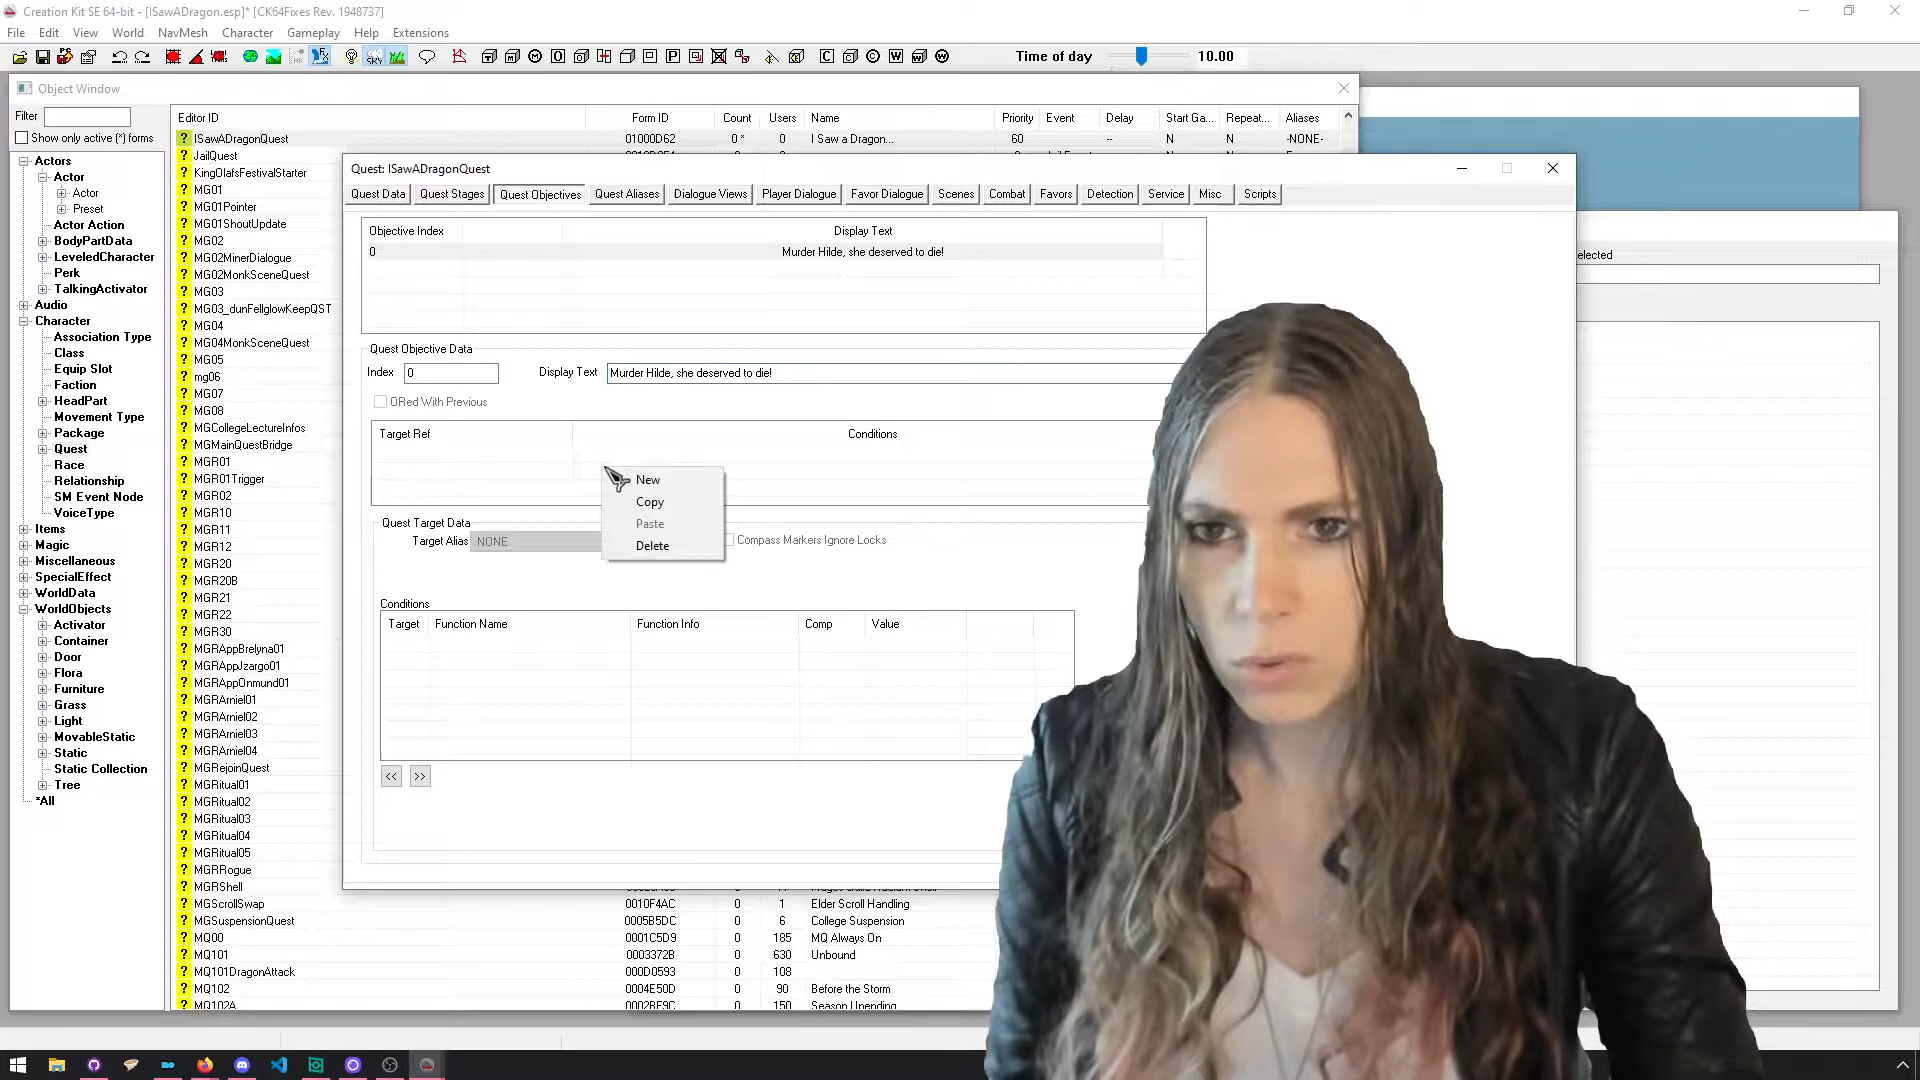 Creation Kit SE 64-bit - [ISawADragon.esp]* [CK64Fixes Rev. 1948737]
File Edit View World NavMesh Character Gameplay Help Extensions
Time of day 10.00
Object Window
Filter
Show only active (*) forms
Actors
Actor
Actor
Preset
Actor Action
BodyPartData
LeveledCharacter
Perk
TalkingActivator
Audio
Character
Association Type
Class
Equip Slot
Faction
HeadPart
Movement Type
Package
Quest
Race
Relationship
SM Event Node
VoiceType
Items
Magic
Miscellaneous
SpecialEffect
WorldData
WorldObjects
Activator
Container
Door
Flora
Furniture
Grass
Light
MovableStatic
Static
Static Collection
Tree
*All
Editor ID Form ID Count Users Name Priority Event Delay Start Ga... Repeat... Aliases
ISawADragonQuest 01000D62 0 * 0 I Saw a Dragon... 60 -- N N -NONE-
JailQuest
KingOlafsFestivalStarter
MG01
MG01Pointer
MG01ShoutUpdate
MG02
MG02MinerDialogue
MG02MonkSceneQuest
MG03
MG03_dunFellglowKeepQST
MG04
MG04MonkSceneQuest
MG05
mg06
MG07
MG08
MGCollegeLectureInfos
MGMainQuestBridge
MGR01
MGR01Trigger
MGR02
MGR10
MGR11
MGR12
MGR20
MGR20B
MGR21
MGR22
MGR30
MGRAppBrelyna01
MGRAppJzargo01
MGRAppOnmund01
MGRArniel01
MGRArniel02
MGRArniel03
MGRArniel04
MGRejoinQuest
MGRitual01
MGRitual02
MGRitual03
MGRitual04
MGRitual05
MGRRogue
MGRShell
MGScrollSwap 0010F4AC 0 1 Elder Scroll Handling
MGSuspensionQuest 0005B5DC 0 6 College Suspension
MQ00 0001C5D9 0 185 MQ Always On
MQ101 0003372B 0 630 Unbound
MQ101DragonAttack 000D0593 0 108
MQ102 0004E50D 0 90 Before the Storm
MQ102A 0002BF9C 0 150 Season Unending
Quest: ISawADragonQuest
Quest Data Quest Stages Quest Objectives Quest Aliases Dialogue Views Player Dialogue Favor Dialogue Scenes Combat Favors Detection Service Misc Scripts
Objective Index Display Text
0 Murder Hilde, she deserved to die!
Quest Objective Data
Index 0 Display Text Murder Hilde, she deserved to die!
ORed With Previous
Target Ref Conditions
New
Copy
Paste
Delete
Quest Target Data
Target Alias NONE Compass Markers Ignore Locks
Conditions
Target Function Name Function Info Comp Value
<< >>
elected